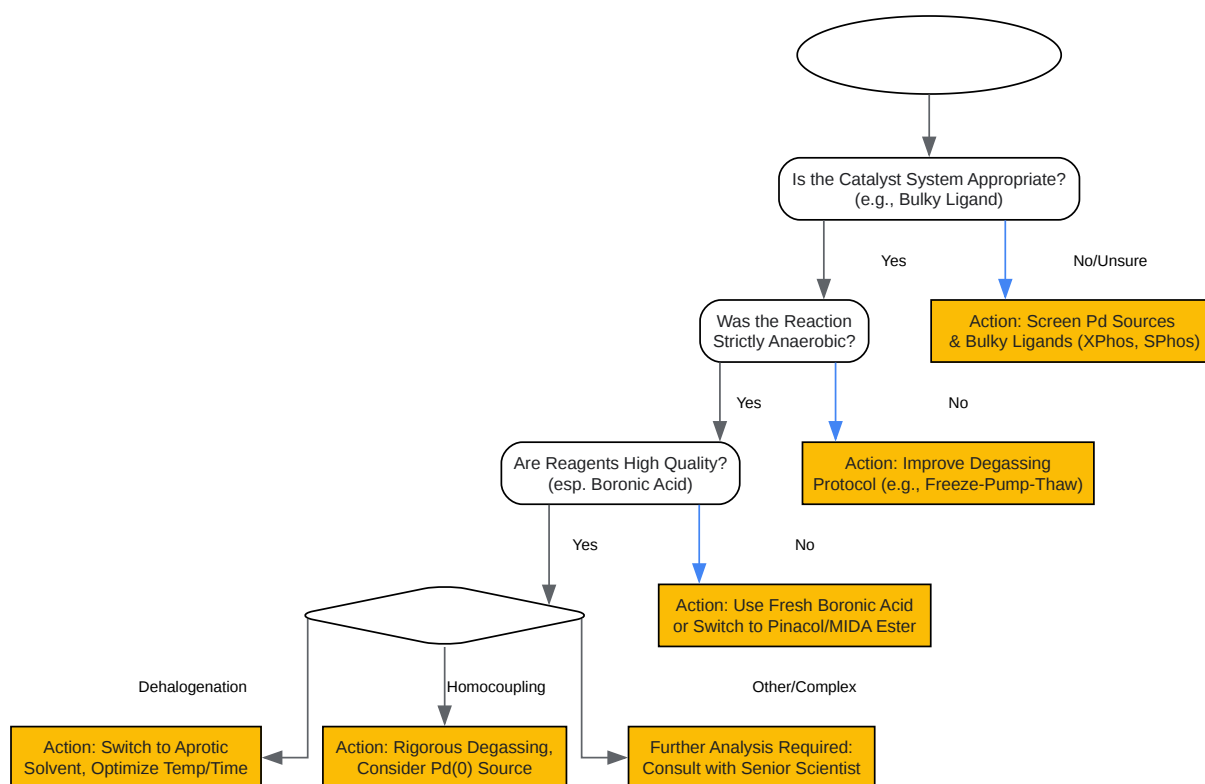 Is the Catalyst System Appropriate?
(e.g., Bulky Ligand)
Yes
No/Unsure
Was the Reaction
Strictly Anaerobic?
Action: Screen Pd Sources
& Bulky Ligands (XPhos, SPhos)
Yes
No
Are Reagents High Quality?
(esp. Boronic Acid)
Action: Improve Degassing
Protocol (e.g., Freeze-Pump-Thaw)
Yes
No
Action: Use Fresh Boronic Acid
or Switch to Pinacol/MIDA Ester
Dehalogenation
Homocoupling
Other/Complex
Action: Switch to Aprotic
Solvent, Optimize Temp/Time
Action: Rigorous Degassing,
Consider Pd(0) Source
Further Analysis Required:
Consult with Senior Scientist